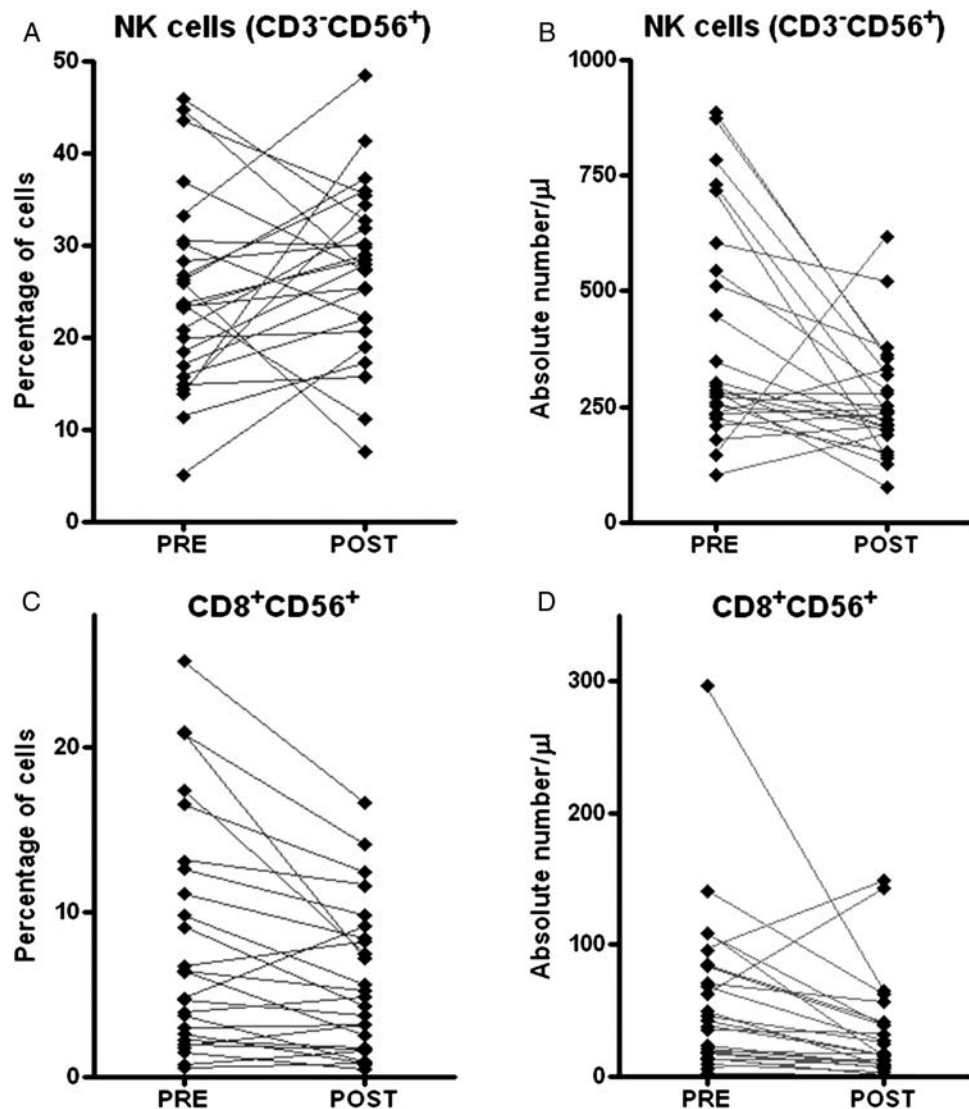 A
NK cells (CD3⁻CD56⁺)
Percentage of cells
50
40
30
20
10
0
PRE
POST
B
NK cells (CD3⁻CD56⁺)
Absolute number/µl
1000
750
500
250
0
PRE
POST
C
CD8⁺CD56⁺
Percentage of cells
20
10
0
PRE
POST
D
CD8⁺CD56⁺
Absolute number/µl
300
200
100
0
PRE
POST